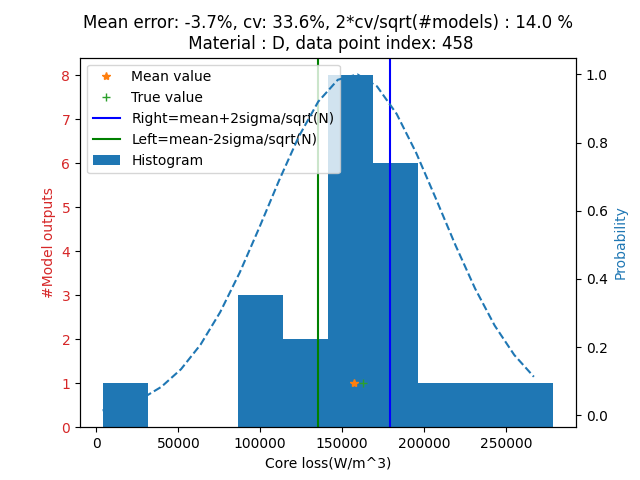 Mean error: -3.7%, cv: 33.6%, 2*cv/sqrt(#models) : 14.0 %
Material : D, data point index: 458
Mean value
True value
Right=mean+2sigma/sqrt(N)
Left=mean-2sigma/sqrt(N)
Histogram
#Model outputs
8
7
6
5
4
3
2
1
0
1.0
0.8
0.6
0.4
0.2
0.0
Probability
0
50000
100000
150000
200000
250000
Core loss(W/m^3)